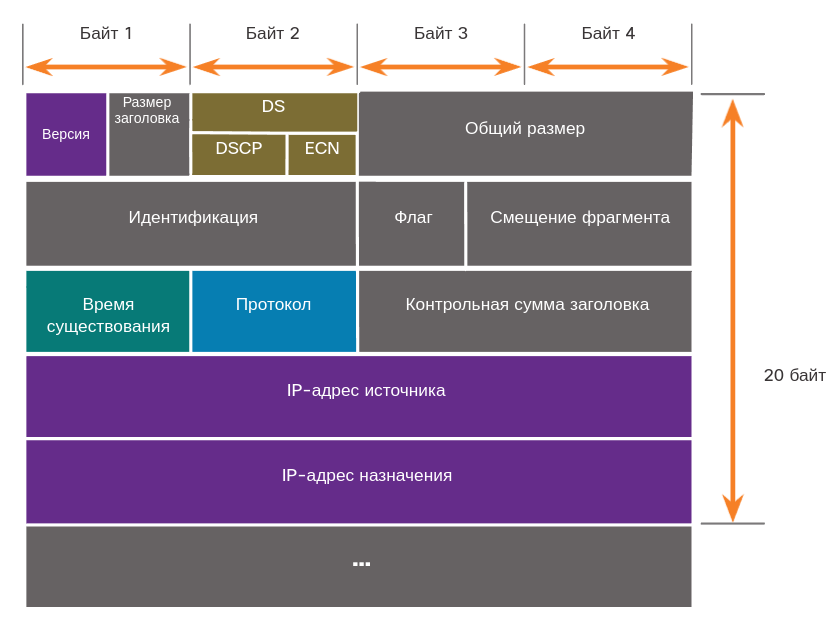 Байт 1
Байт 2
Байт 3
Байт 4
Версия
Размер
заголовка
DS
DSCP
ECN
Общий размер
Идентификация
Флаг
Смещение фрагмента
Время
существования
Протокол
Контрольная сумма заголовка
20 байт
IP-адрес источника
IP-адрес назначения
...